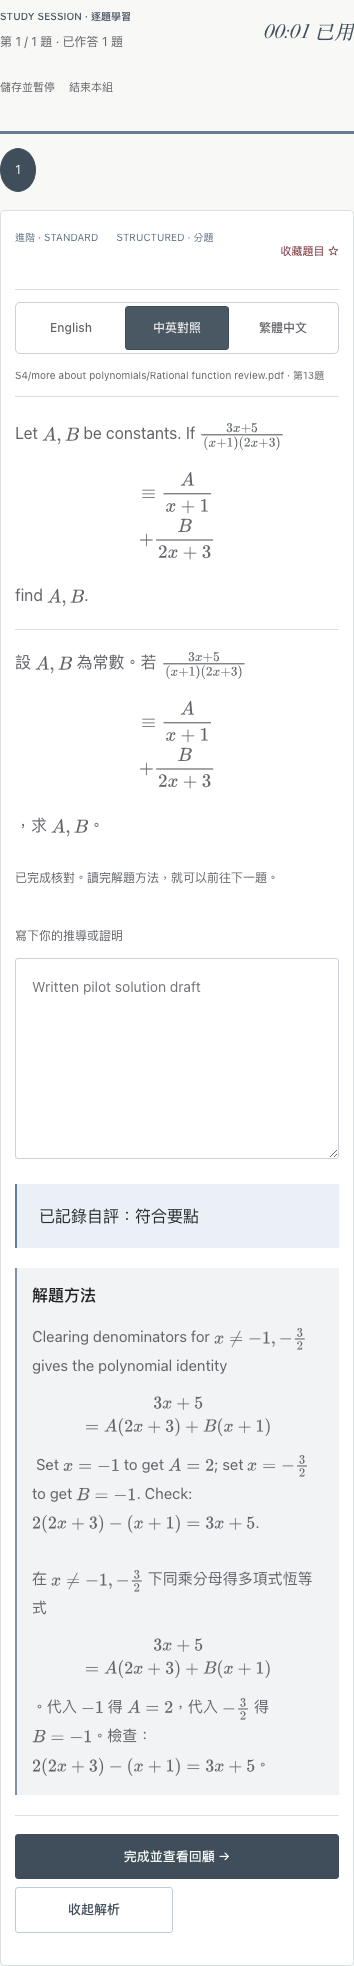 STUDY SESSION · 逐題學習
00:01 已用
第 1 / 1 題 · 已作答 1 題
儲存並暫停 結束本組
1
進階 · STANDARD STRUCTURED · 分題
收藏題目 ☆
English 中英對照 繁體中文
S4/more about polynomials/Rational function review.pdf · 第13題
Let A, B be constants. If (3x+5)/((x+1)(2x+3))
≡ A/(x + 1)
+ B/(2x + 3)
find A, B.
設 A, B 為常數。若 (3x+5)/((x+1)(2x+3))
≡ A/(x + 1)
+ B/(2x + 3)
，求 A, B。
已完成核對。讀完解題方法，就可以前往下一題。
寫下你的推導或證明
Written pilot solution draft
已記錄自評：符合要點
解題方法
Clearing denominators for x ≠ −1, −3/2
gives the polynomial identity
3x + 5
= A(2x + 3) + B(x + 1)
Set x = −1 to get A = 2; set x = −3/2
to get B = −1. Check:
2(2x + 3) − (x + 1) = 3x + 5.
在 x ≠ −1, −3/2 下同乘分母得多項式恆等
式
3x + 5
= A(2x + 3) + B(x + 1)
。代入 −1 得 A = 2，代入 −3/2 得
B = −1。檢查：
2(2x + 3) − (x + 1) = 3x + 5。
完成並查看回顧 →
收起解析